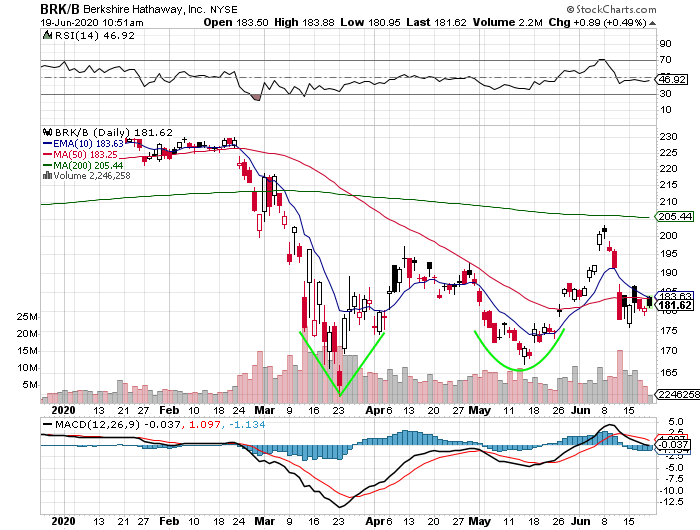 BRK/B Berkshire Hathaway, Inc. NYSE © StockCharts.com
19-Jun-2020 10:51am Open 183.50 High 183.88 Low 180.95 Last 181.62 Volume 2.2M Chg +0.89 (+0.49%)
RSI(14) 46.92
90
70
46.92
30
10
BRK/B (Daily) 181.62
EMA(10) 183.63
MA(50) 183.25
MA(200) 205.44
Volume 2,246,258
230
225
220
215
210
205.44
200
195
190
185
183.63
181.62
175
170
165
2246258
25M
20M
15M
10M
5M
2020 13 21 27 Feb 10 18 24 Mar 9 16 23 Apr 6 13 20 27 May 11 18 26 Jun 8 15
MACD(12,26,9) -0.037, 1.097, -1.134
5.0
2.5
-0.037
-2.5
-5.0
-7.5
-10.0
-12.5
2020 13 21 27 Feb 10 18 24 Mar 9 16 23 Apr 6 13 20 27 May 11 18 26 Jun 8 15